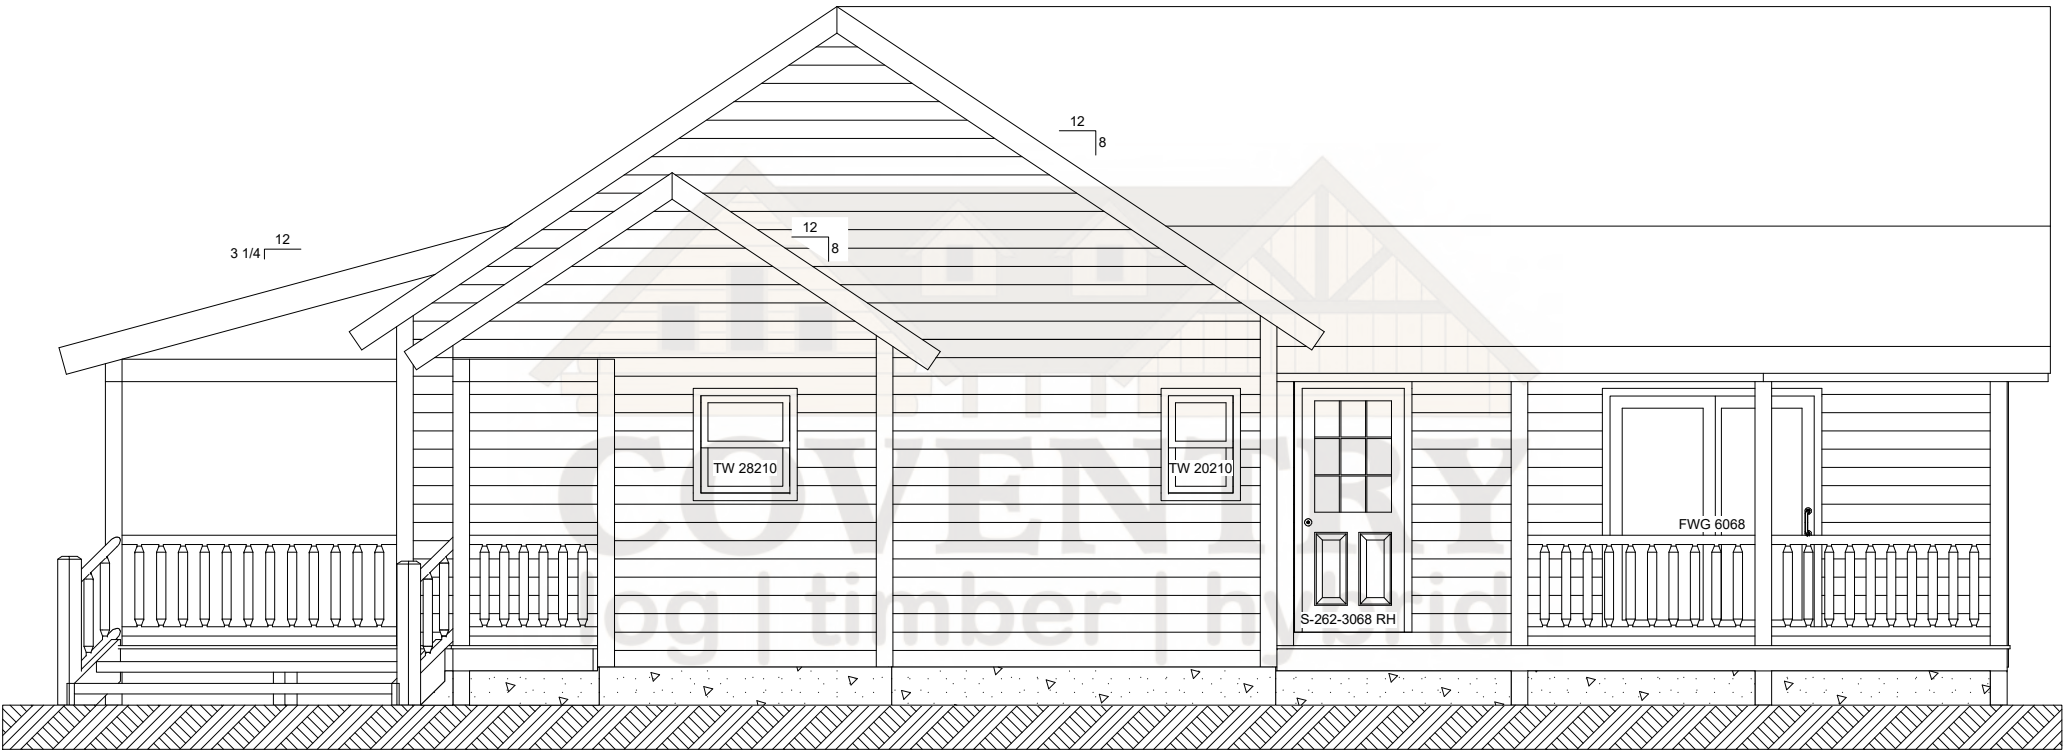 12
8
12
8
12
3 1/4
TW 28210
TW 20210
FWG 6068
S-262-3068 RH
COVENTRY
log | timber | hybrid